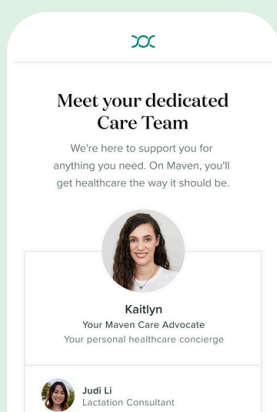 Meet your dedicated
Care Team
We're here to support you for
anything you need. On Maven, you'll
get healthcare the way it should be.
Kaitlyn
Your Maven Care Advocate
Your personal healthcare concierge
Judi Li
Lactation Consultant